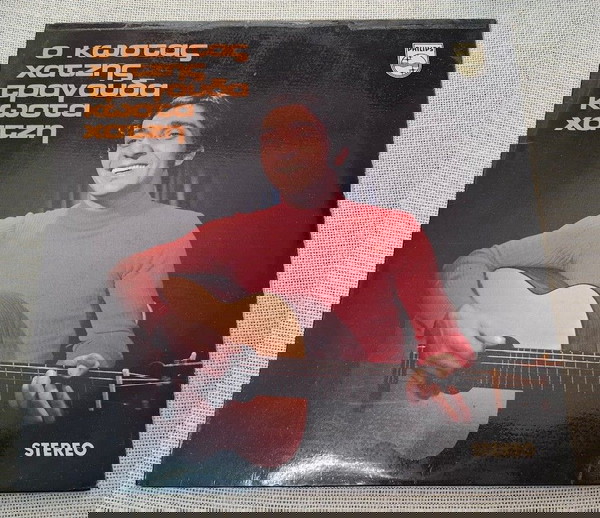 ο κωστας
χατζης
τραγουδα
κωστα
χατζη
PHILIPS
STEREO